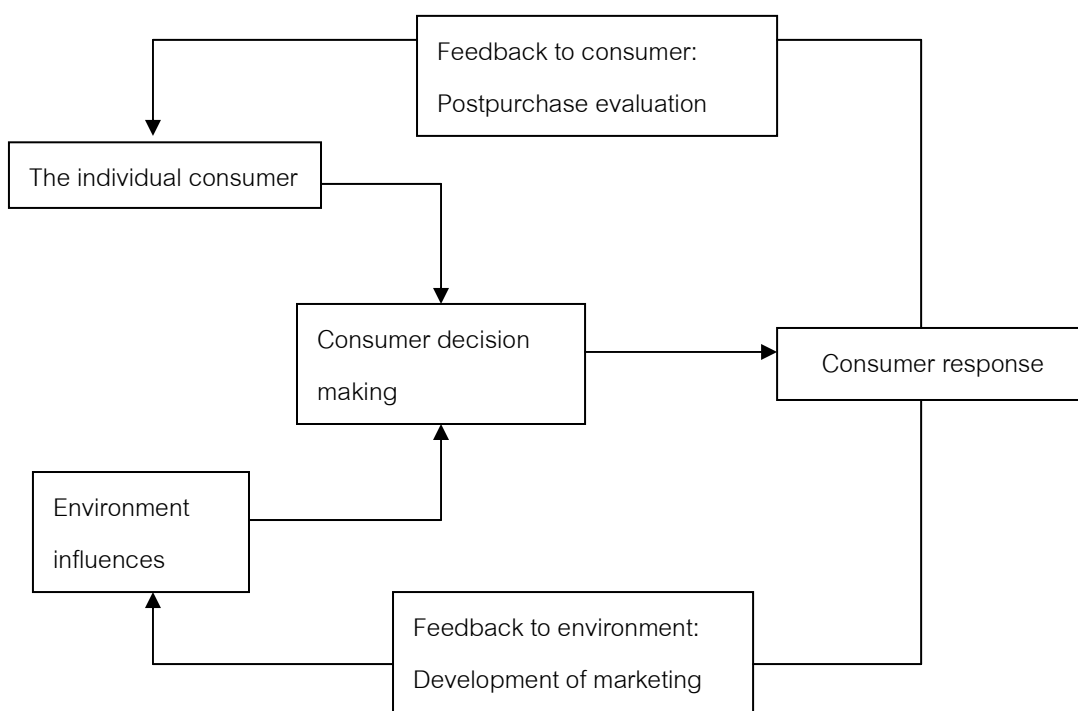 Feedback to consumer:
Postpurchase evaluation
The individual consumer
Consumer decision
making
Consumer response
Environment
influences
Feedback to environment:
Development of marketing